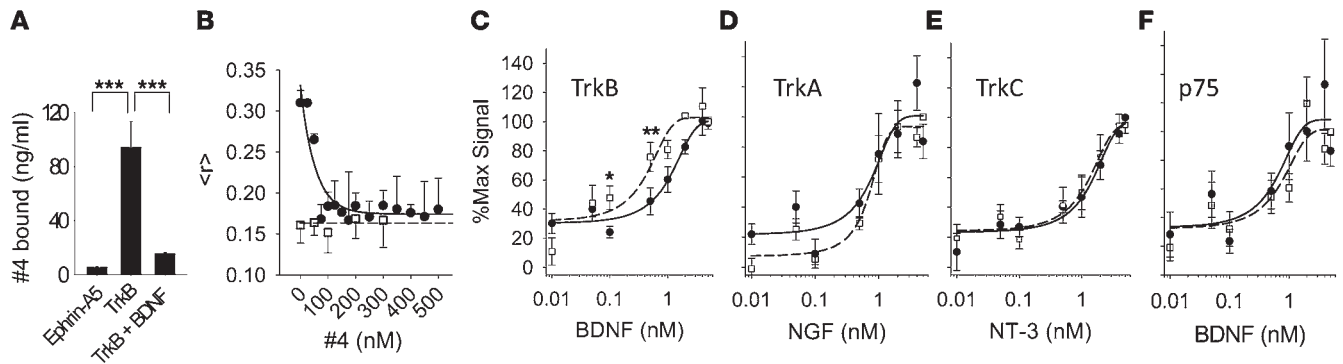 A
#4 bound (ng/ml)
120
80
40
0
***
***
Ephrin-A5
TrkB
TrkB + BDNF
B
<r>
0.35
0.30
0.25
0.20
0.15
0.10
0
100
200
300
400
500
#4 (nM)
C
%Max Signal
140
120
100
80
60
40
20
0
TrkB
*
**
0.01
0.1
1
BDNF (nM)
D
TrkA
0.01
0.1
1
NGF (nM)
E
TrkC
0.01
0.1
1
NT-3 (nM)
F
p75
0.01
0.1
1
BDNF (nM)